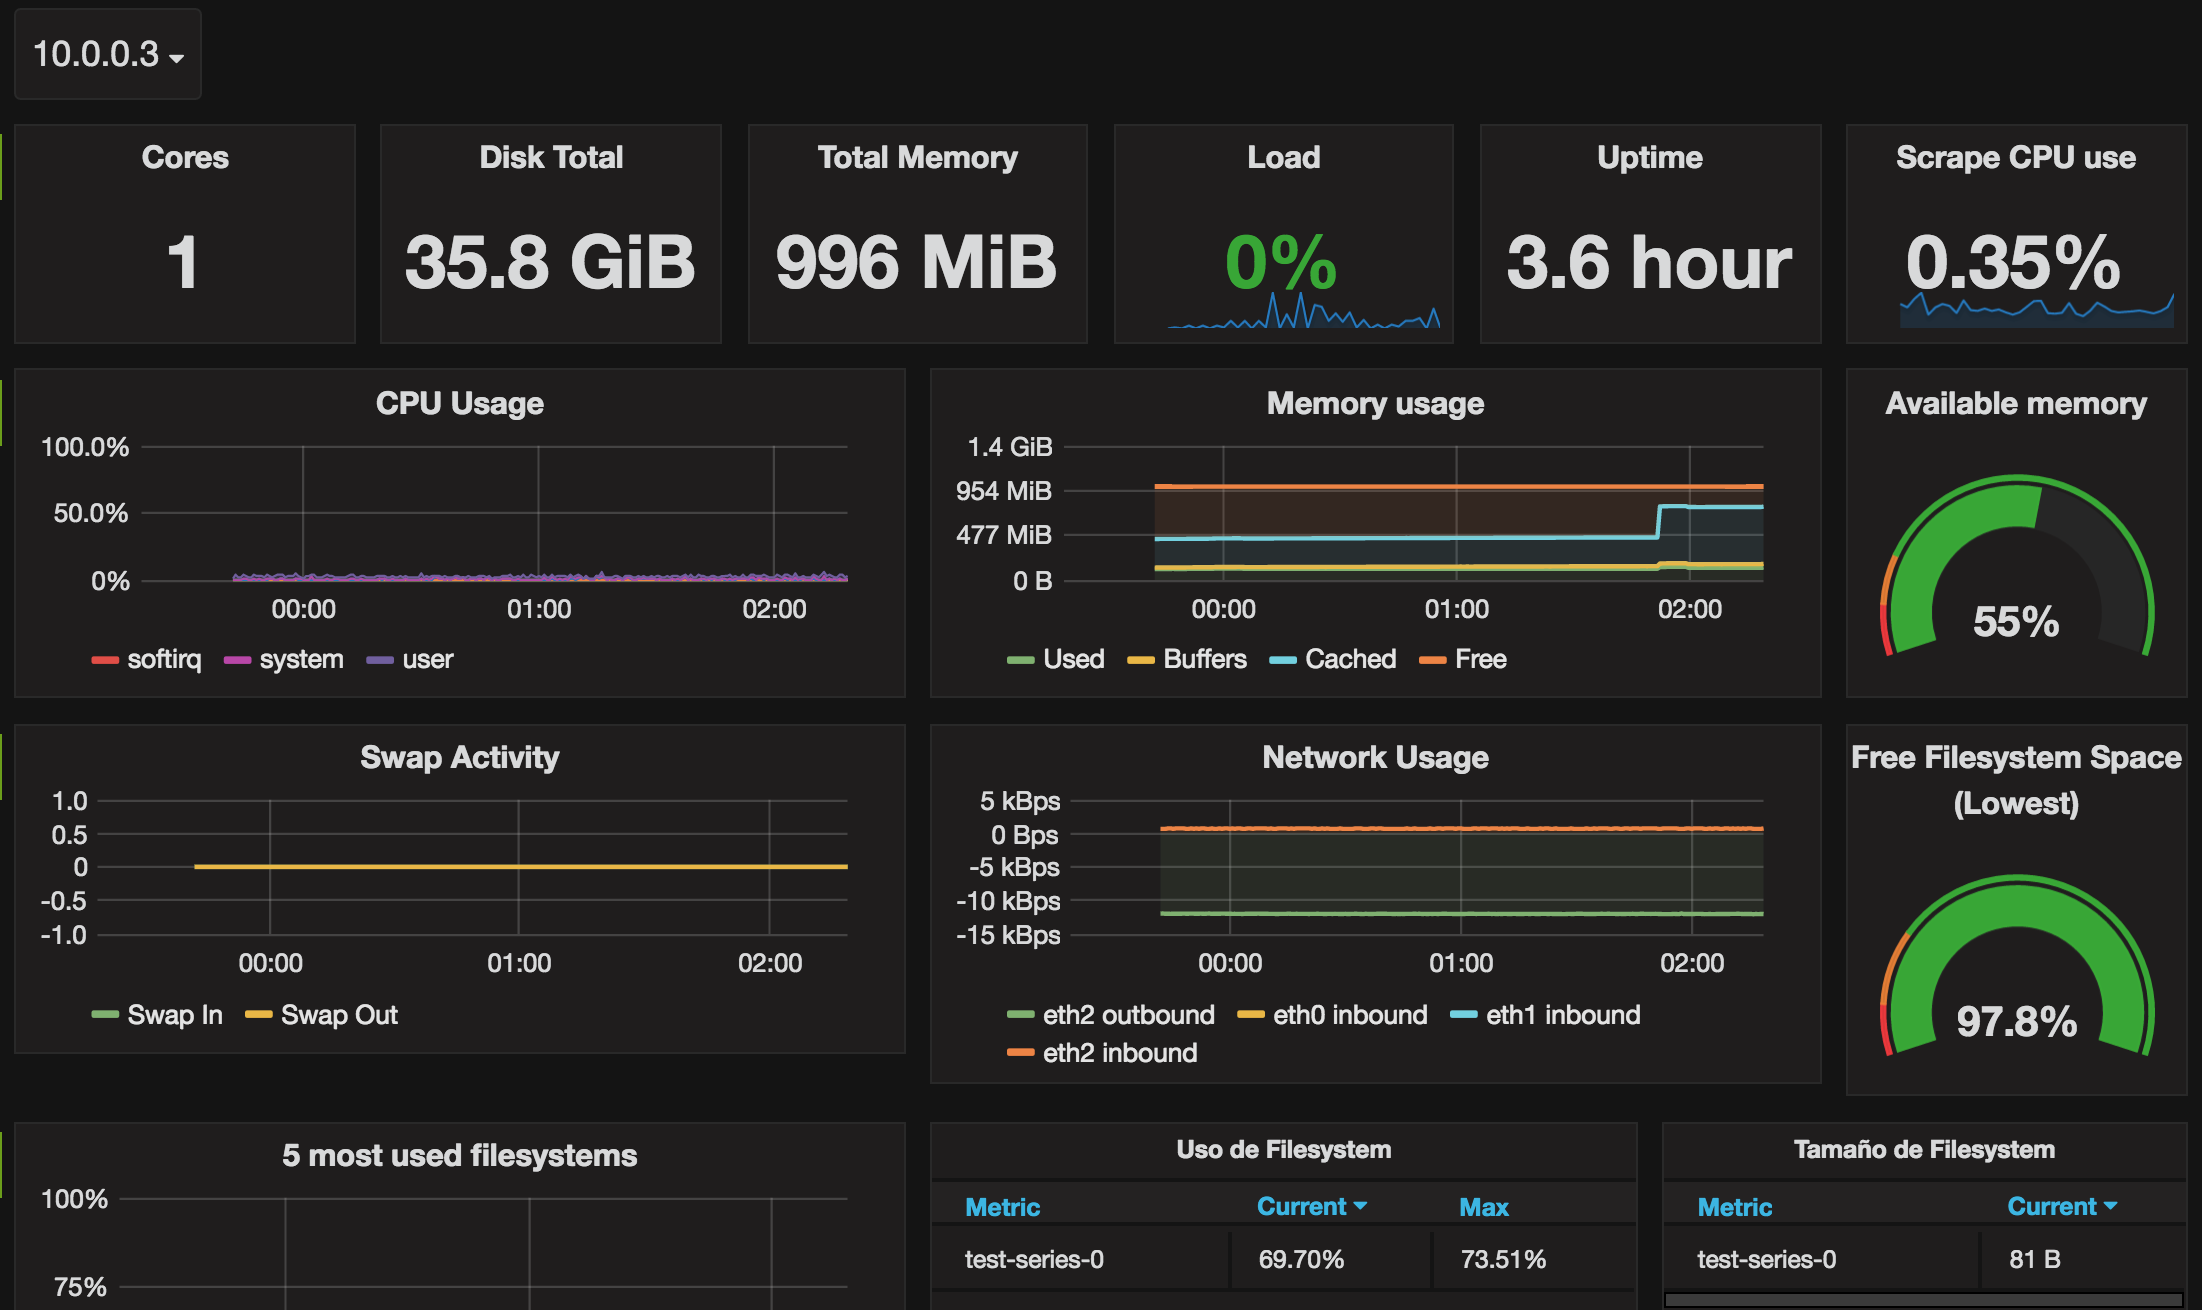 10.0.0.3
Cores
1
Disk Total
35.8 GiB
Total Memory
996 MiB
Load
0%
Uptime
3.6 hour
Scrape CPU use
0.35%
CPU Usage
100.0%
50.0%
0%
00:00 01:00 02:00
softirq system user
Memory usage
1.4 GiB
954 MiB
477 MiB
0 B
00:00 01:00 02:00
Used Buffers Cached Free
Available memory
55%
Swap Activity
1.0
0.5
0
-0.5
-1.0
00:00 01:00 02:00
Swap In Swap Out
Network Usage
5 kBps
0 Bps
-5 kBps
-10 kBps
-15 kBps
00:00 01:00 02:00
eth2 outbound eth0 inbound eth1 inbound
eth2 inbound
Free Filesystem Space
(Lowest)
97.8%
5 most used filesystems
100%
75%
Uso de Filesystem
Metric Current Max
test-series-0 69.70% 73.51%
Tamaño de Filesystem
Metric Current
test-series-0 81 B